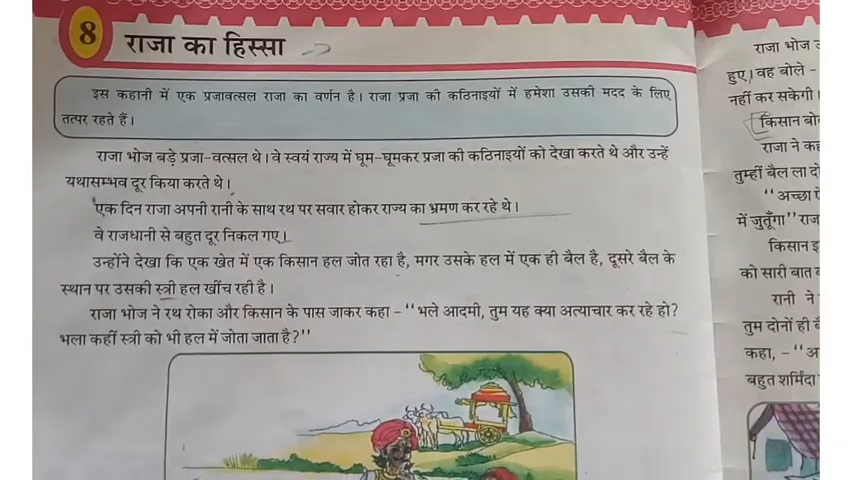 8
राजा का हिस्सा
इस कहानी में एक प्रजावत्सल राजा का वर्णन है। राजा प्रजा की कठिनाइयों में हमेशा उसकी मदद के लिए
तत्पर रहते हैं।
राजा भोज बड़े प्रजा-वत्सल थे। वे स्वयं राज्य में घूम-घूमकर प्रजा की कठिनाइयों को देखा करते थे और उन्हें
यथासम्भव दूर किया करते थे।
एक दिन राजा अपनी रानी के साथ रथ पर सवार होकर राज्य का भ्रमण कर रहे थे।
वे राजधानी से बहुत दूर निकल गए।
उन्होंने देखा कि एक खेत में एक किसान हल जोत रहा है, मगर उसके हल में एक ही बैल है, दूसरे बैल के
स्थान पर उसकी स्त्री हल खींच रही है।
राजा भोज ने रथ रोका और किसान के पास जाकर कहा - "भले आदमी, तुम यह क्या अत्याचार कर रहे हो?
भला कहीं स्त्री को भी हल में जोता जाता है?"
राजा भोज
हुए। वह बोले -
नहीं कर सकेगी।
किसान
राजा ने
तुम्हीं बैल ला दो
"अच्छा
में जुतूँगा" राज
किसान
को सारी बात
रानी ने
तुम दोनों ही
कहा, - "अ
बहुत शर्मिंदा